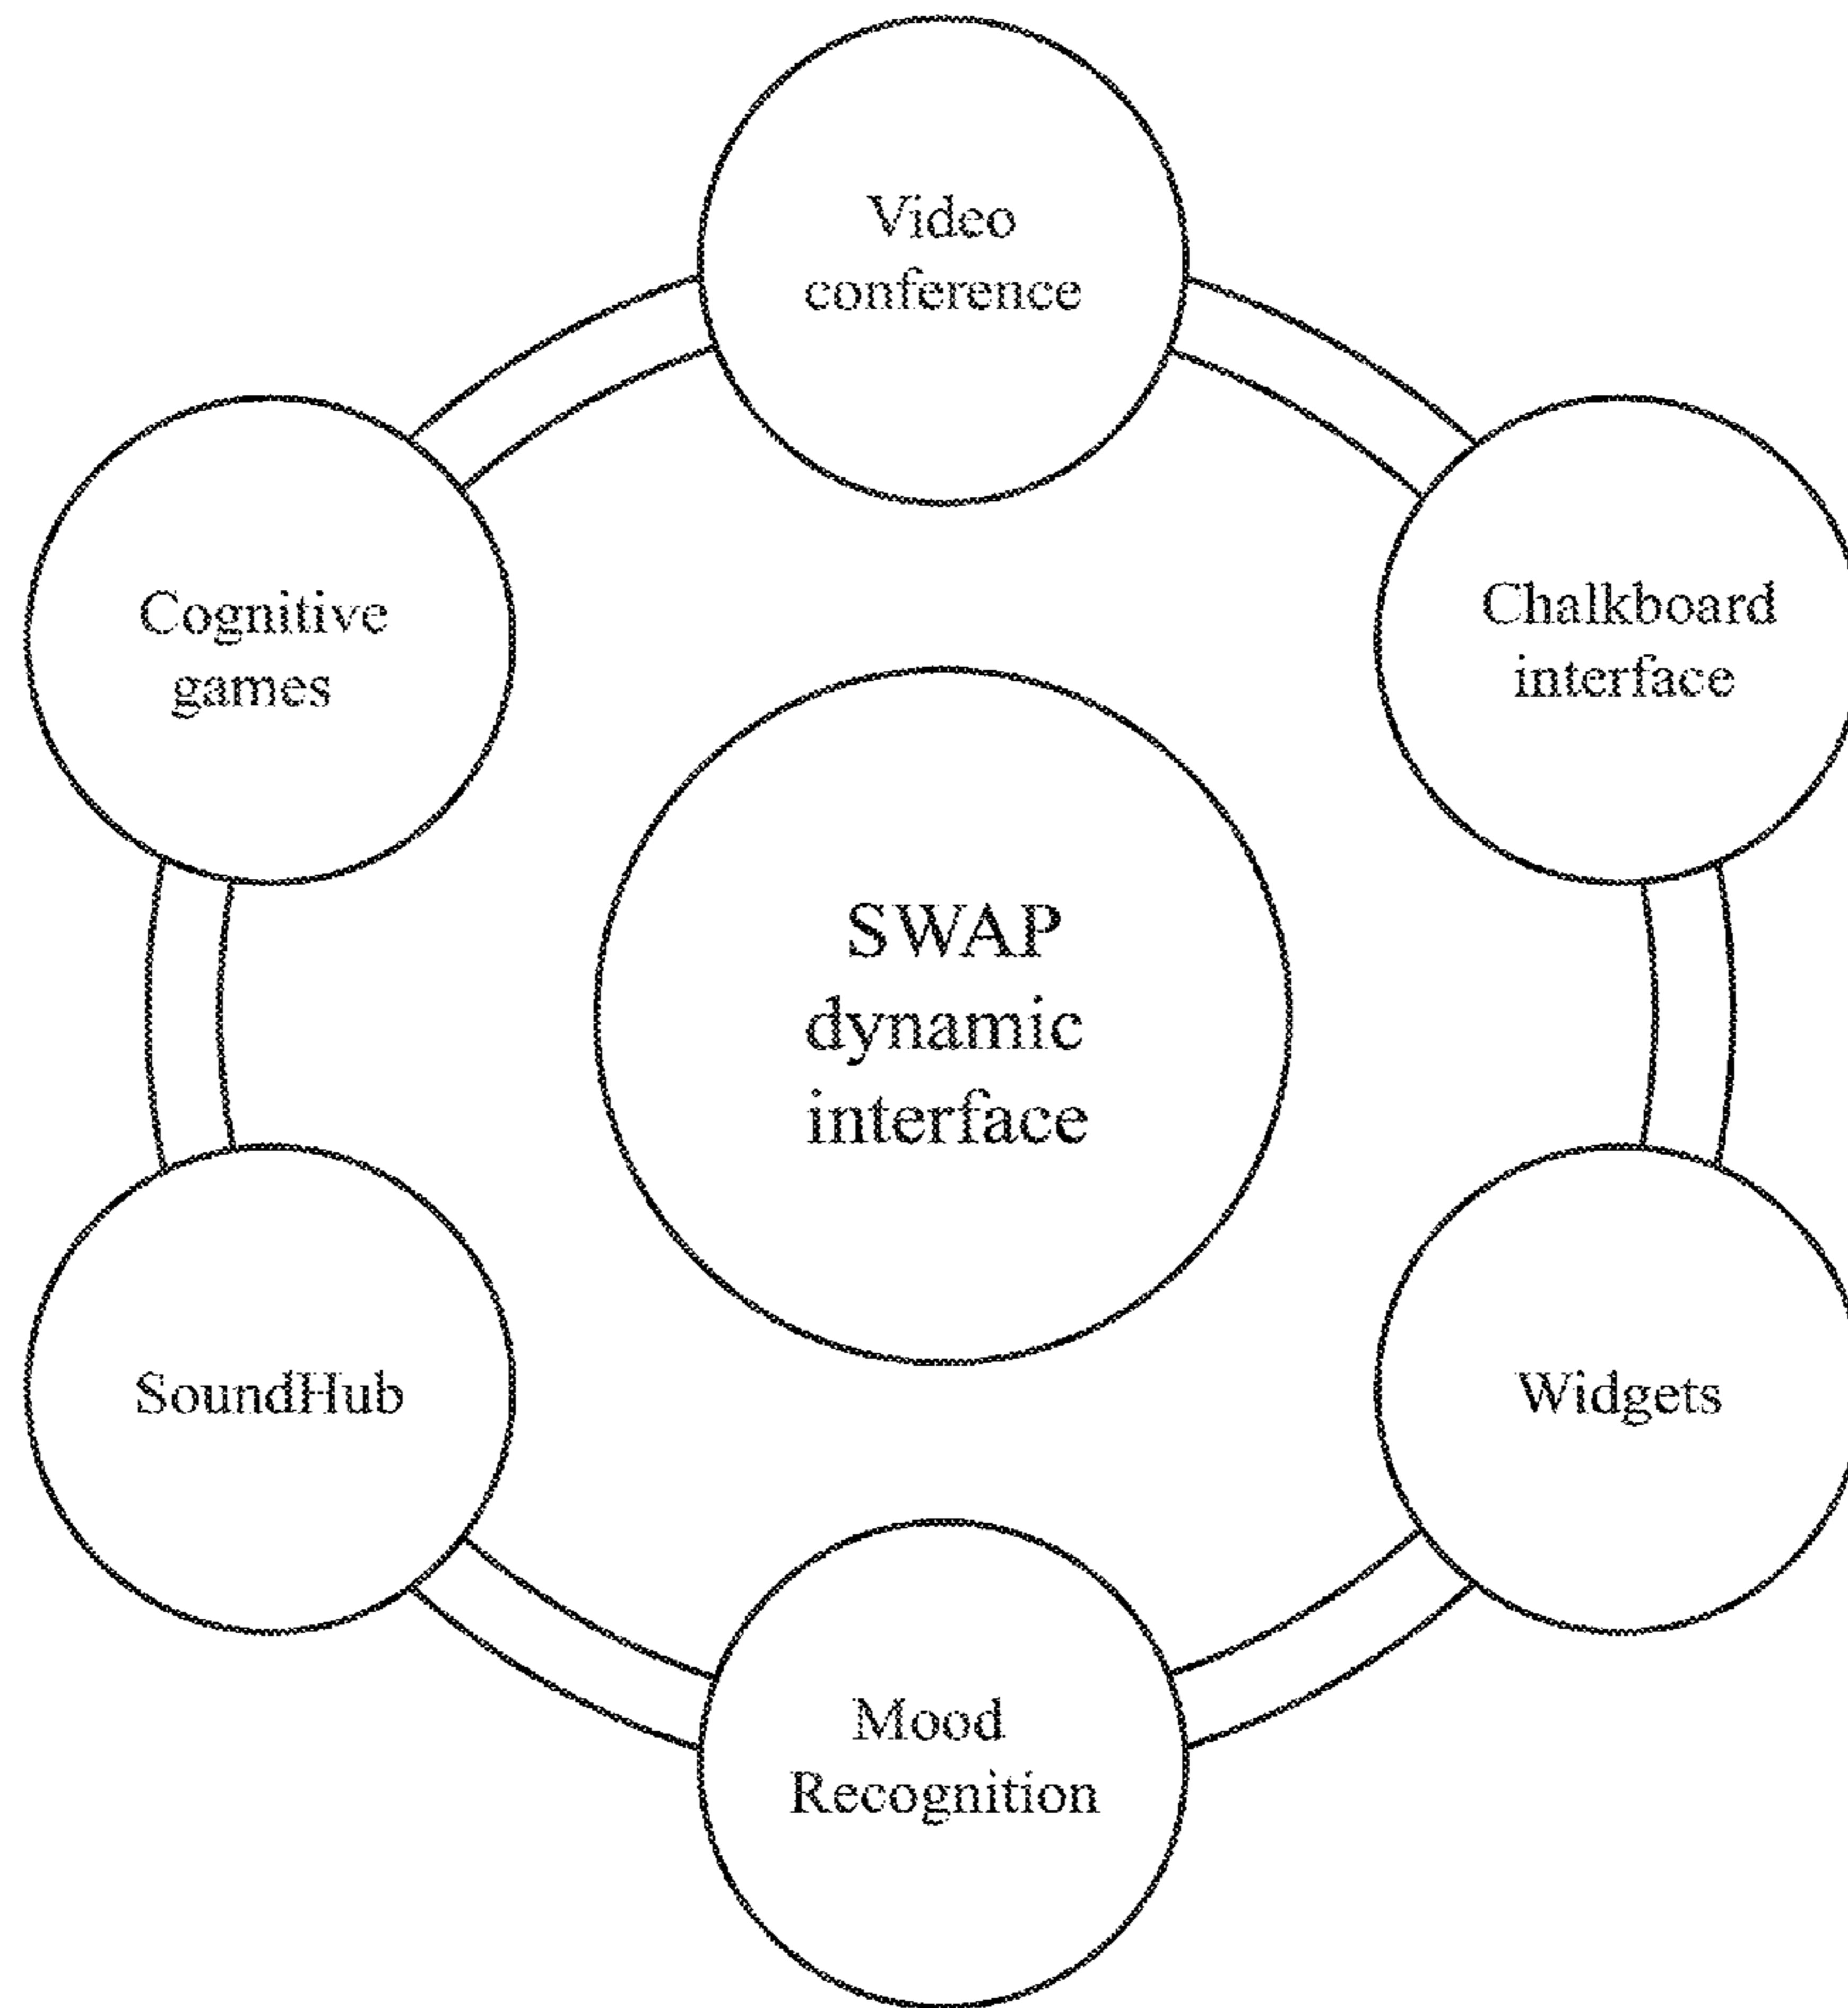 Video
conference
Cognitive
games
Chalkboard
interface
SWAP
dynamic
interface
SoundHub
Widgets
Mood
Recognition